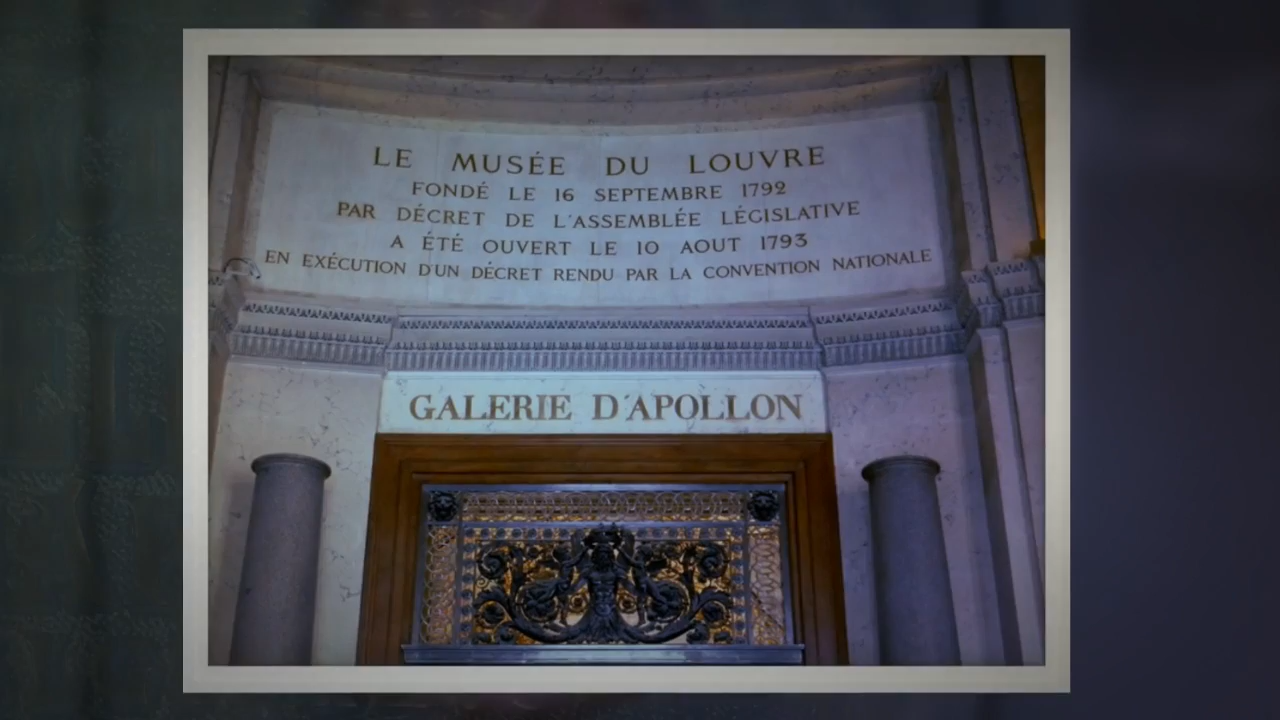 LE MUSÉE DU LOUVRE
FONDÉ LE 16 SEPTEMBRE 1792
PAR DÉCRET DE L'ASSEMBLÉE LÉGISLATIVE
A ÉTÉ OUVERT LE 10 AOUT 1793
EN EXÉCUTION D'UN DÉCRET RENDU PAR LA CONVENTION NATIONALE
GALERIE D'APOLLON